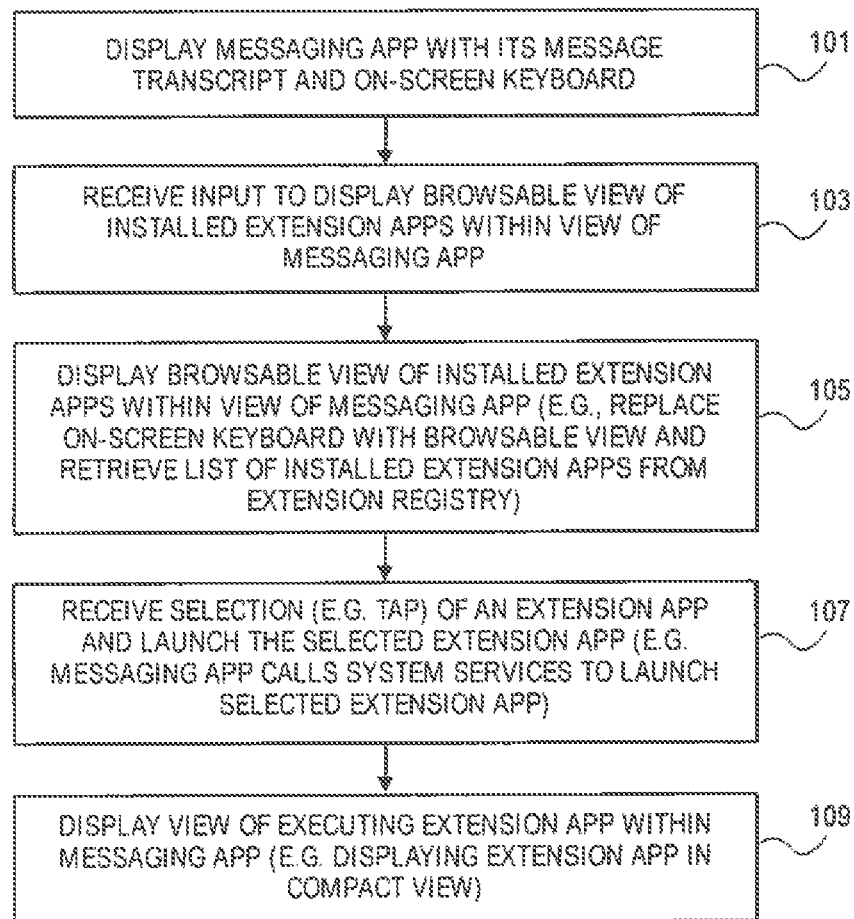 DISPLAY MESSAGING APP WITH ITS MESSAGE
TRANSCRIPT AND ON-SCREEN KEYBOARD
101
RECEIVE INPUT TO DISPLAY BROWSABLE VIEW OF
INSTALLED EXTENSION APPS WITHIN VIEW OF
MESSAGING APP
103
DISPLAY BROWSABLE VIEW OF INSTALLED EXTENSION
APPS WITHIN VIEW OF MESSAGING APP (E.G., REPLACE
ON-SCREEN KEYBOARD WITH BROWSABLE VIEW AND
RETRIEVE LIST OF INSTALLED EXTENSION APPS FROM
EXTENSION REGISTRY)
105
RECEIVE SELECTION (E.G. TAP) OF AN EXTENSION APP
AND LAUNCH THE SELECTED EXTENSION APP (E.G.
MESSAGING APP CALLS SYSTEM SERVICES TO LAUNCH
SELECTED EXTENSION APP)
107
DISPLAY VIEW OF EXECUTING EXTENSION APP WITHIN
MESSAGING APP (E.G. DISPLAYING EXTENSION APP IN
COMPACT VIEW)
109